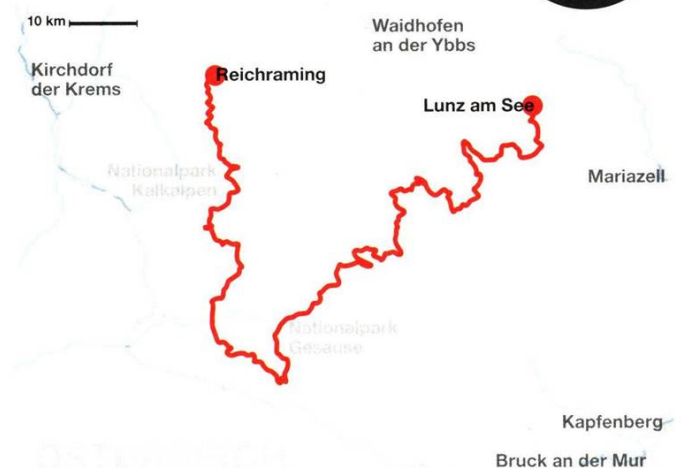 10 km
Waidhofen
an der Ybbs
Kirchdorf
der Krems
Reichraming
Lunz am See
Nationalpark
Kalkalpen
Mariazell
Nationalpark
Gesäuse
Kapfenberg
ÖSTERREICH
Bruck an der Mur